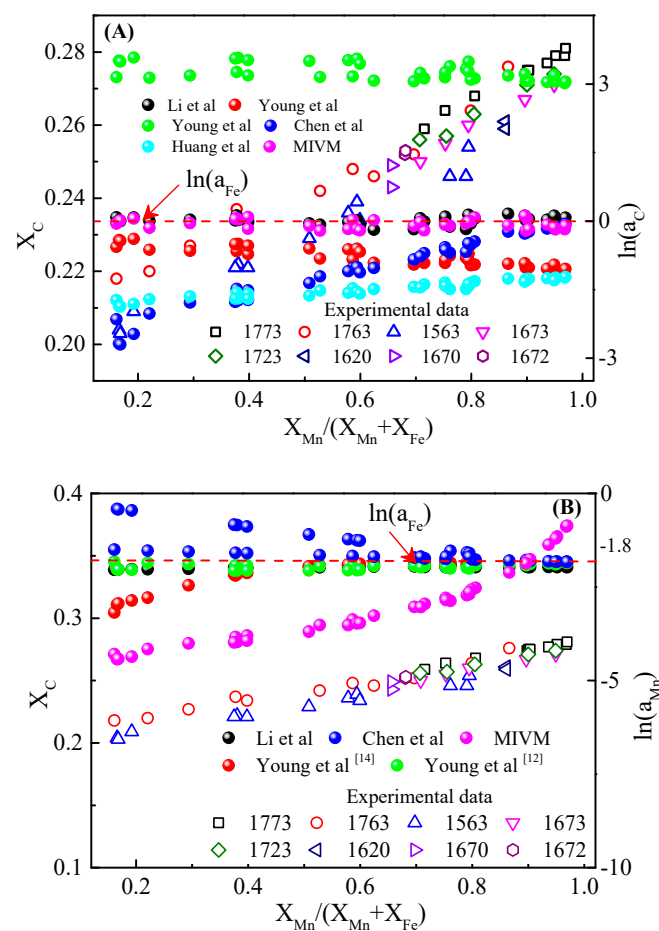 (A)
0.28
0.26
0.24
0.22
0.20
X_C
3
0
-3
ln(a_C)
Li et al
Young et al
Young et al
Chen et al
Huang et al
MIVM
ln(a_Fe)
Experimental data
1773
1763
1563
1673
1723
1620
1670
1672
0.2
0.4
0.6
0.8
1.0
X_Mn/(X_Mn+X_Fe)
(B)
0.4
0.3
0.2
0.1
X_C
0
-1.8
-5
-10
ln(a_Mn)
ln(a_Fe)
Li et al
Chen et al
MIVM
Young et al [14]
Young et al [12]
Experimental data
1773
1763
1563
1673
1723
1620
1670
1672
0.2
0.4
0.6
0.8
1.0
X_Mn/(X_Mn+X_Fe)